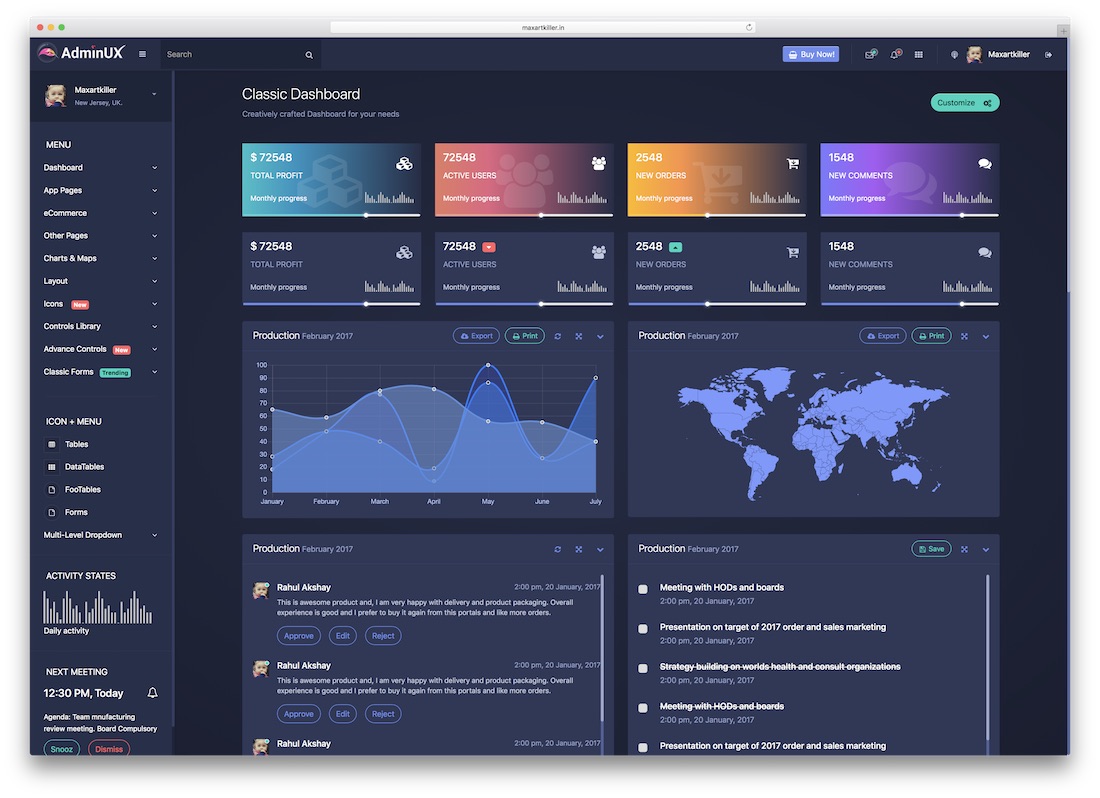 maxartkiller.in
AdminUX
Search
Buy Now!
Maxartkiller
Maxartkiller
New Jersey, UK.
MENU
Dashboard
App Pages
eCommerce
Other Pages
Charts & Maps
Layout
Icons New
Controls Library
Advance Controls New
Classic Forms Trending
ICON + MENU
Tables
DataTables
FooTables
Forms
Multi-Level Dropdown
ACTIVITY STATES
Daily activity
NEXT MEETING
12:30 PM, Today
Agenda: Team mnufacturing
review meeting. Board Compulsory
Snooz Dismiss
Classic Dashboard
Creatively crafted Dashboard for your needs
Customize
$ 72548
TOTAL PROFIT
Monthly progress
72548
ACTIVE USERS
Monthly progress
2548
NEW ORDERS
Monthly progress
1548
NEW COMMENTS
Monthly progress
$ 72548
TOTAL PROFIT
Monthly progress
72548
ACTIVE USERS
Monthly progress
2548
NEW ORDERS
Monthly progress
1548
NEW COMMENTS
Monthly progress
Production February 2017
Export Print
100
90
80
70
60
50
40
30
20
10
0
January February March April May June July
Production February 2017
Export Print
Production February 2017
Rahul Akshay 2:00 pm, 20 January, 2017
This is awesome product and, I am very happy with delivery and product packaging. Overall
experience is good and I prefer to buy it again from this portals and like more orders.
Approve Edit Reject
Rahul Akshay 2:00 pm, 20 January, 2017
This is awesome product and, I am very happy with delivery and product packaging. Overall
experience is good and I prefer to buy it again from this portals and like more orders.
Approve Edit Reject
Rahul Akshay 2:00 pm, 20 January, 2017
Production February 2017
Save
Meeting with HODs and boards
2:00 pm, 20 January, 2017
Presentation on target of 2017 order and sales marketing
2:00 pm, 20 January, 2017
Strategy building on worlds health and consult organizations
2:00 pm, 20 January, 2017
Meeting with HODs and boards
2:00 pm, 20 January, 2017
Presentation on target of 2017 order and sales marketing